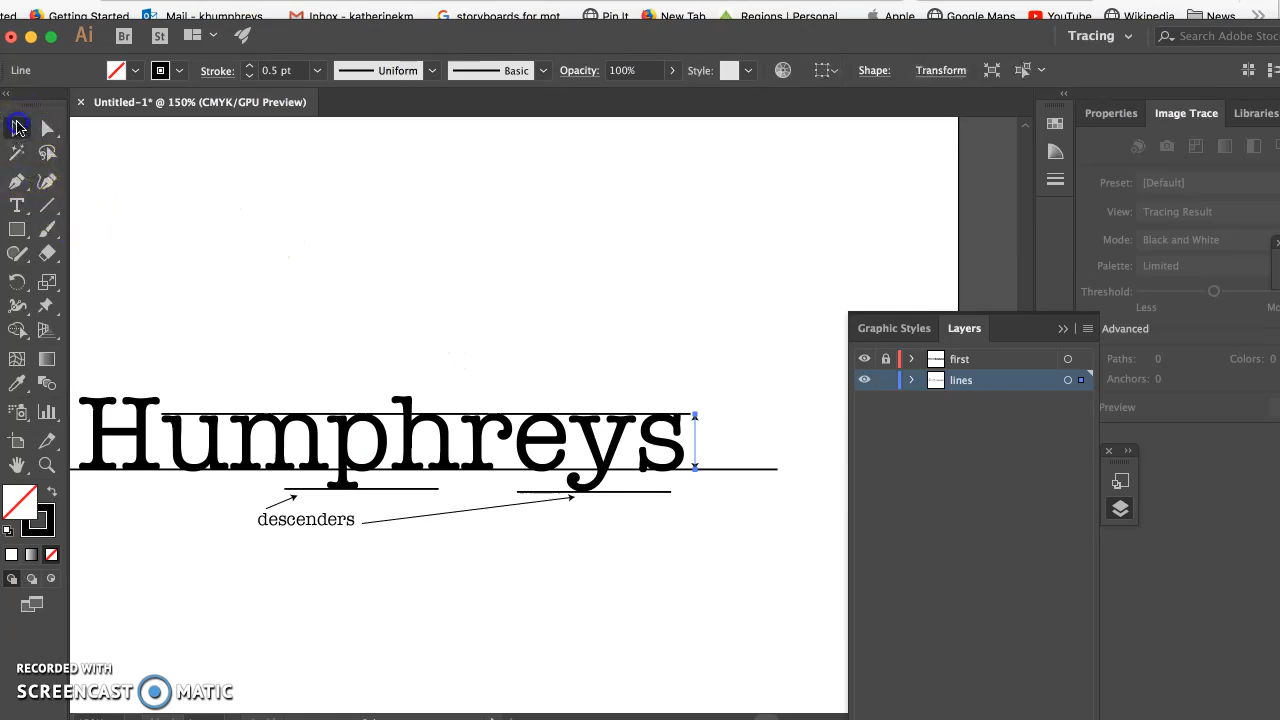 Getting Started
Outlook Mail - khumphreys
Inbox - katherinekm
storyboards for mot
Pin It
New Tab
Regions / California
Apple
Google Maps
YouTube
Wikipedia
News
Ai
Br
St
Tracing
Search Adobe Stoc
Line
Stroke:
0.5 pt
Uniform
Basic
Opacity:
100%
Style:
Shape:
Transform
Untitled-1* @ 150% (CMYK/GPU Preview)
Properties
Image Trace
Libraries
Preset:
[Default]
View:
Tracing Result
Mode:
Black and White
Palette:
Limited
Threshold:
Less
Mo
Advanced
Paths: 0
Colors: 0
Anchors: 0
Preview
Graphic Styles
Layers
first
lines
Humphreys
descenders
RECORDED WITH
SCREENCAST MATIC